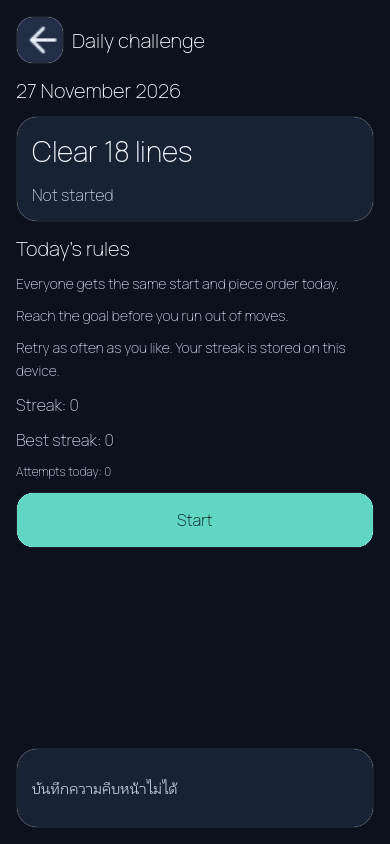 Daily challenge
27 November 2026
Clear 18 lines
Not started
Today's rules
Everyone gets the same start and piece order today.
Reach the goal before you run out of moves.
Retry as often as you like. Your streak is stored on this
device.
Streak: 0
Best streak: 0
Attempts today: 0
Start
บันทึกความคืบหน้าไม่ได้